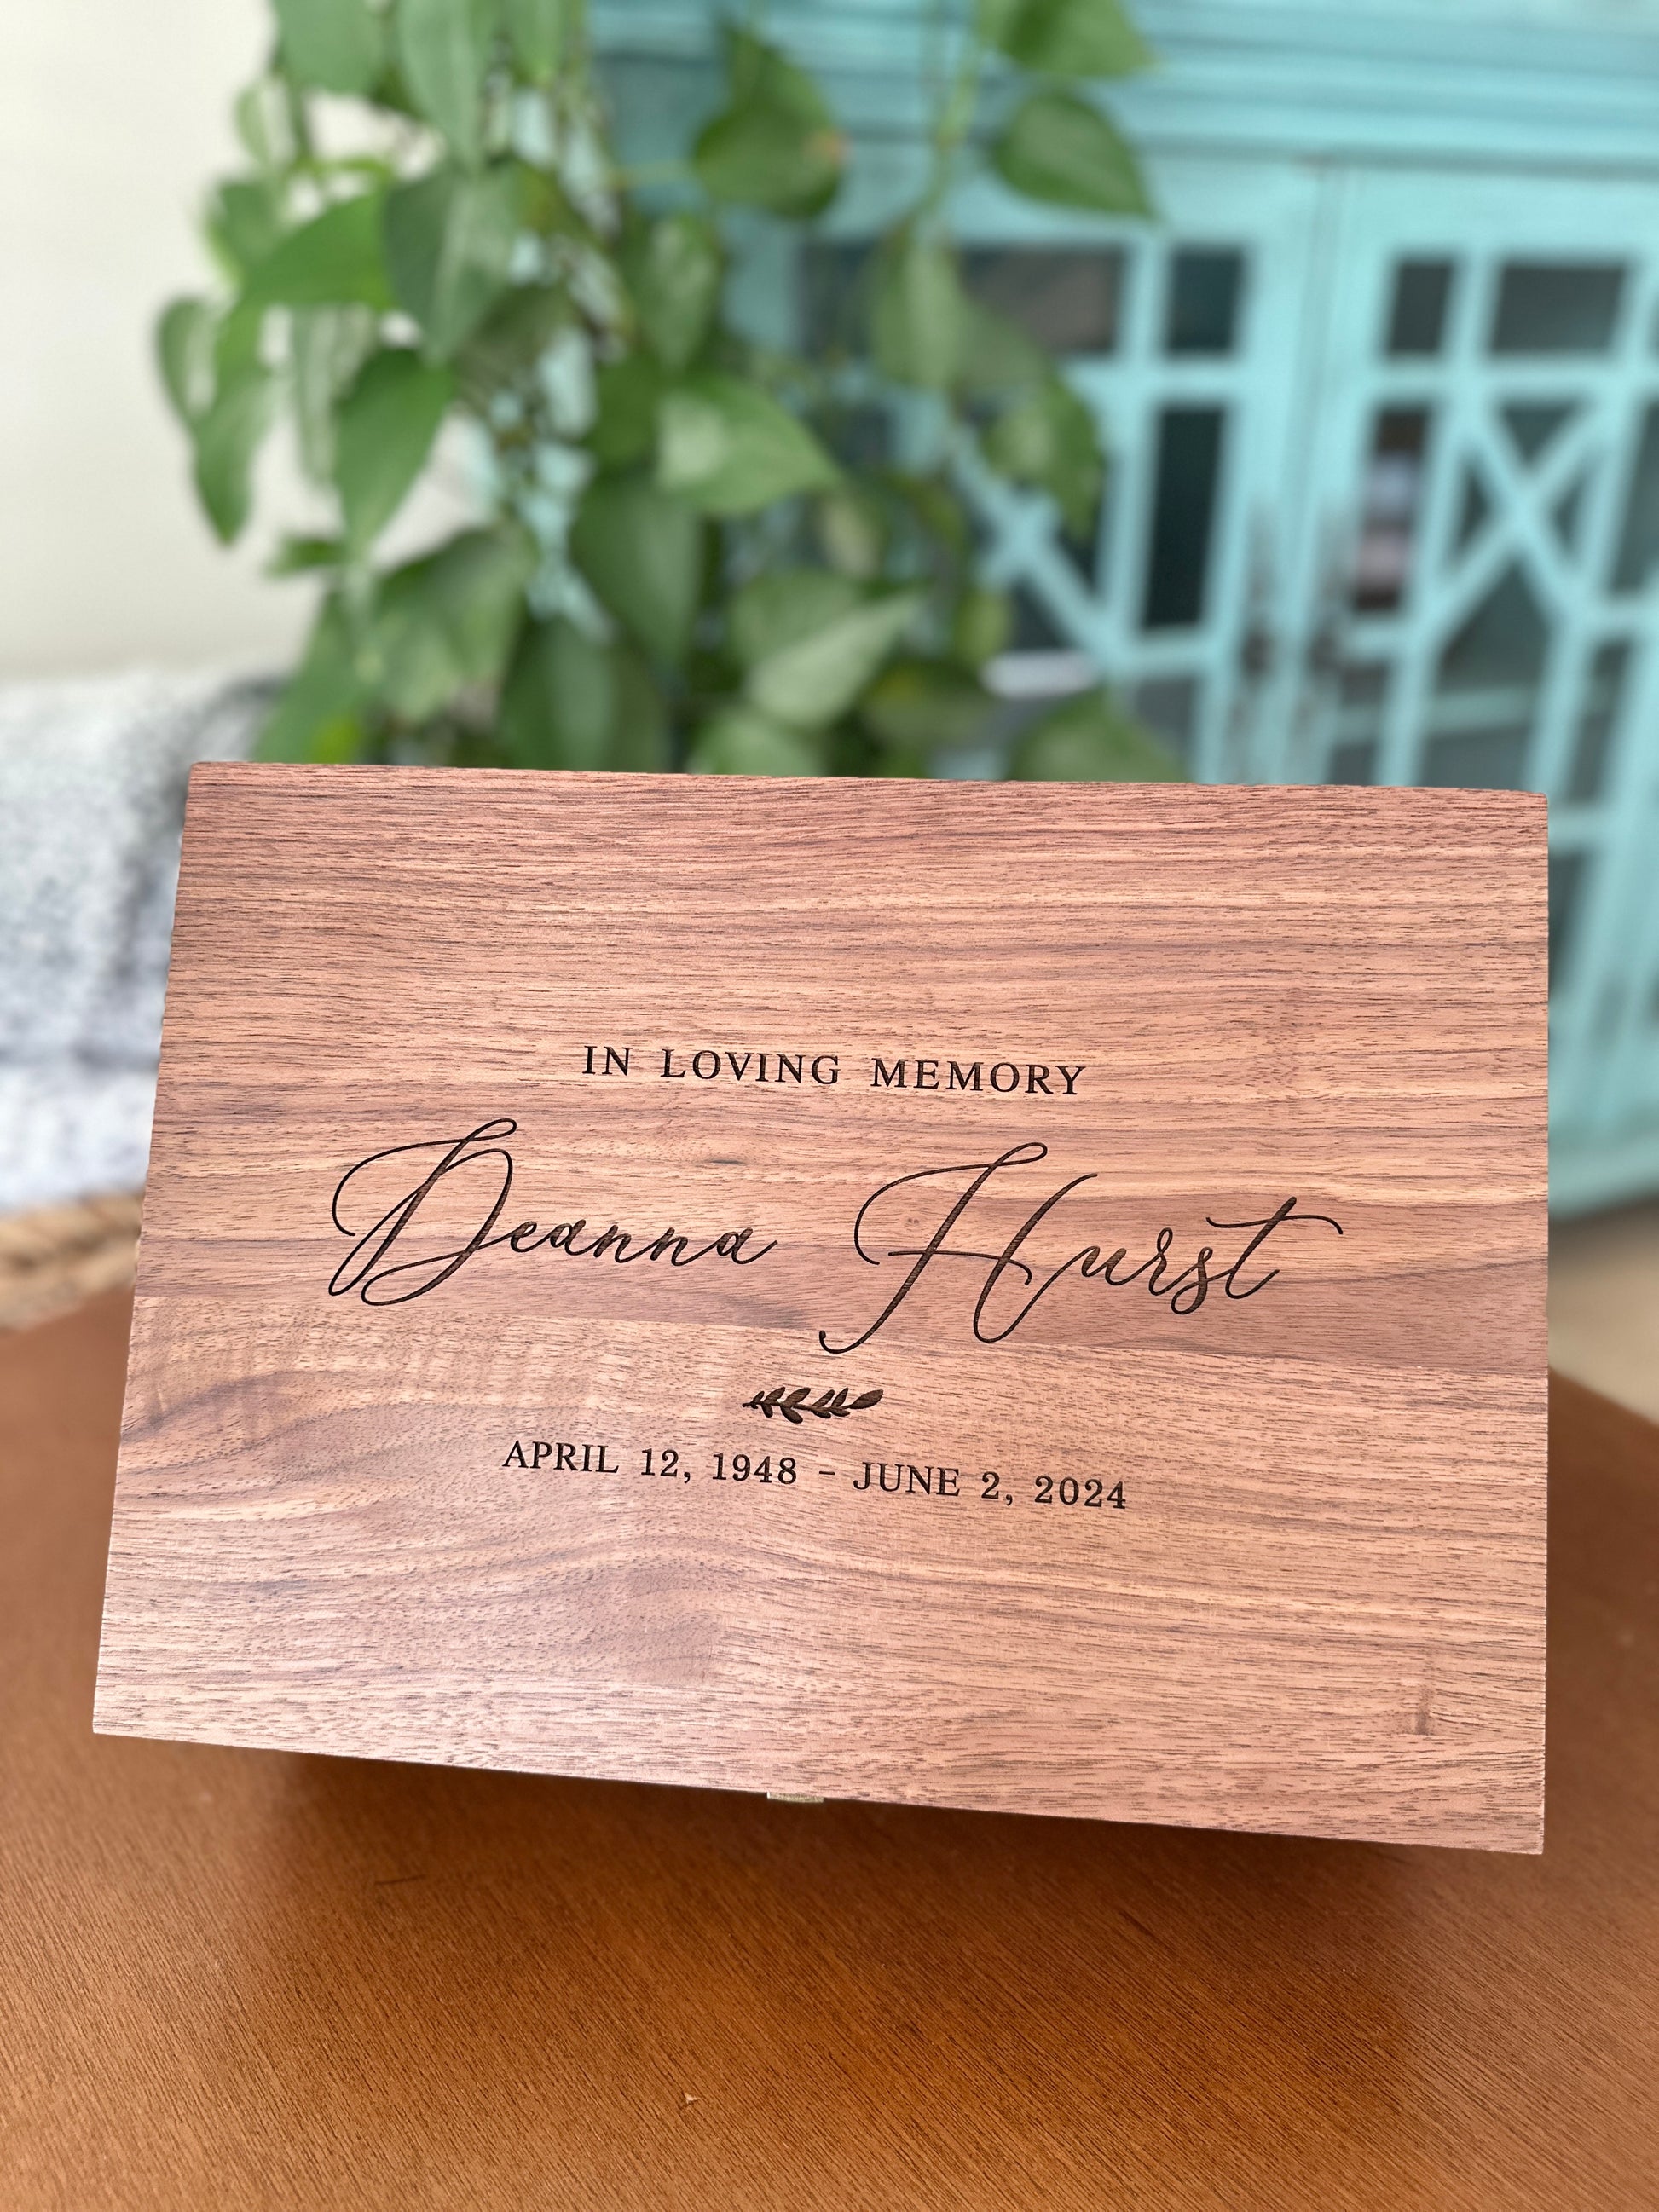 IN LOVING MEMORY
Deanna Hurst
APRIL 12, 1948 - JUNE 2, 2024